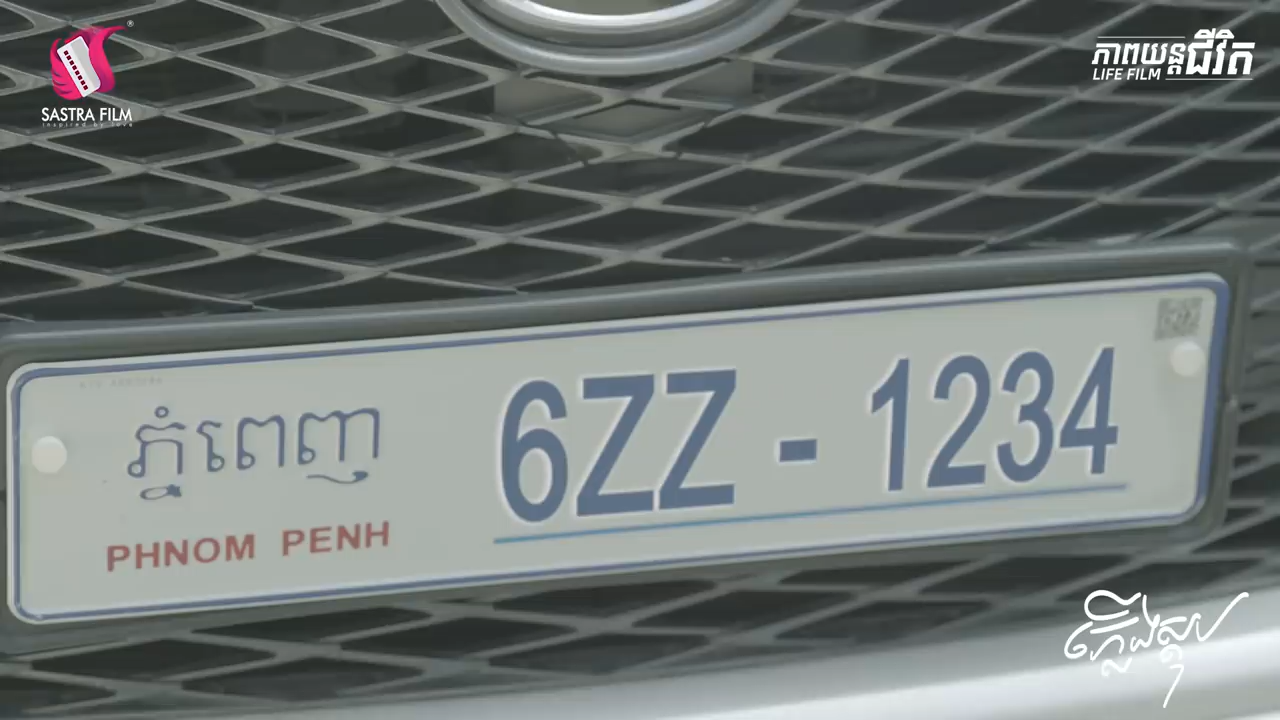 SASTRA FILM
inspired by love
ភាពយន្តជីវិត
LIFE FILM
ភ្នំពេញ
PHNOM PENH
6ZZ - 1234